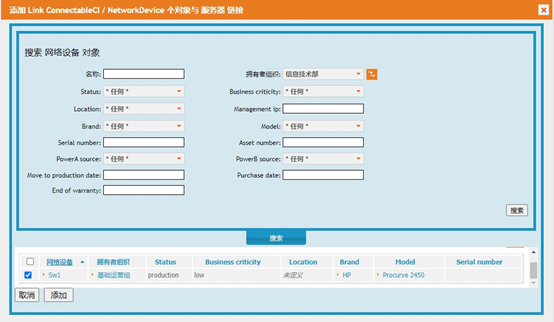 添加 Link ConnectableCI / NetworkDevice 个对象与 服务器 链接
搜索 网络设备 对象
名称: 拥有者组织: 信息技术部
Status: * 任何 * Business criticity: * 任何 *
Location: * 任何 * Management ip:
Brand: * 任何 * Model: * 任何 *
Serial number: Asset number:
PowerA source: * 任何 * PowerB source: * 任何 *
Move to production date: Purchase date:
End of warranty:
搜索
搜索
网络设备 拥有者组织 Status Business criticity Location Brand Model Serial number
Sw1 基础运营组 production low 未定义 HP Procurve 2450
取消 添加